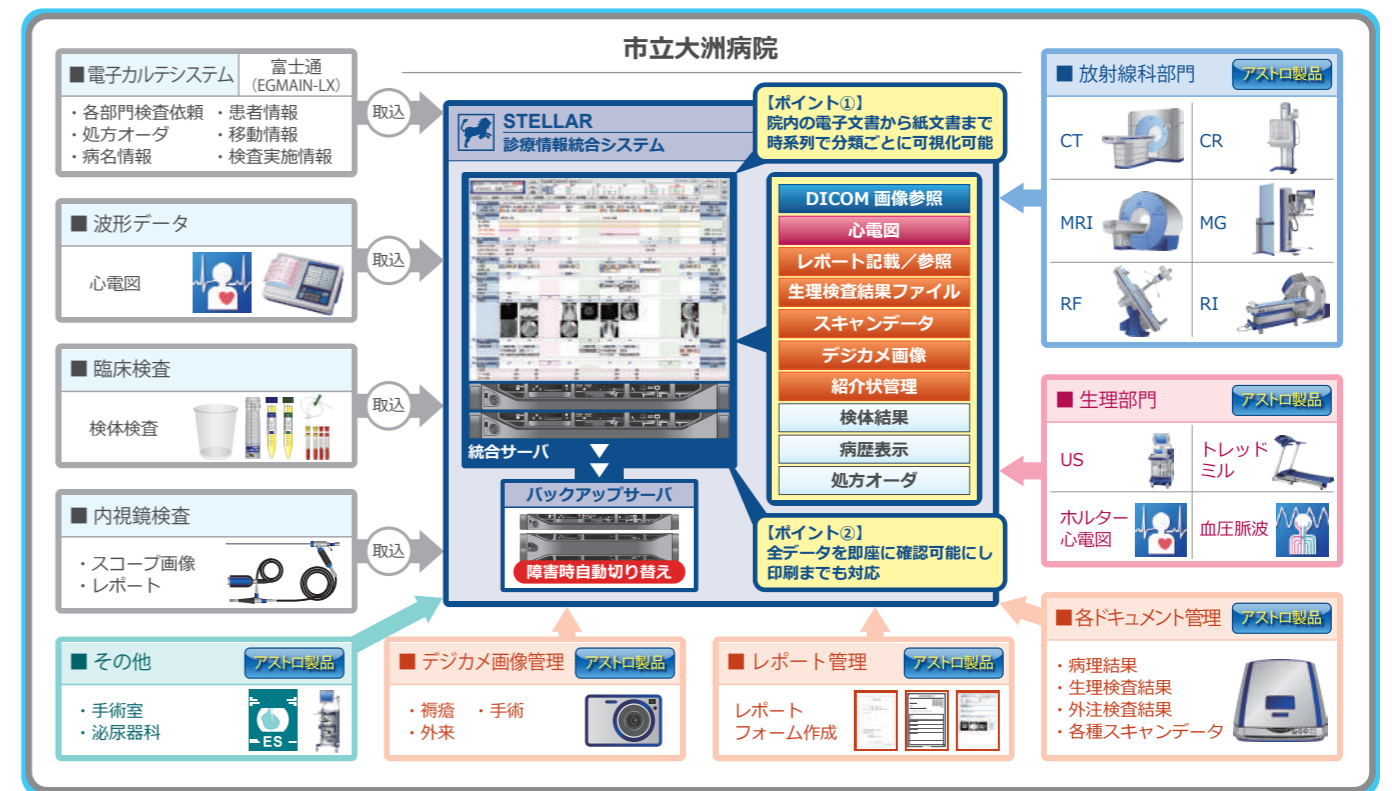 市立大洲病院
■電子カルテシステム
富士通
(EGMAIN-LX)
・各部門検査依頼 ・患者情報
・処方オーダ ・移動情報
・病名情報 ・検査実施情報
取込
■ 波形データ
心電図
取込
■ 臨床検査
検体検査
取込
■ 内視鏡検査
・スコープ画像
・レポート
取込
STELLAR
診療情報統合システム
【ポイント①】
院内の電子文書から紙文書まで
時系列で分類ごとに可視化可能
統合サーバ
バックアップサーバ
障害時自動切り替え
DICOM 画像参照
心電図
レポート記載／参照
生理検査結果ファイル
スキャンデータ
デジカメ画像
紹介状管理
検体結果
病歴表示
処方オーダ
【ポイント②】
全データを即座に確認可能にし
印刷までも対応
■ 放射線科部門
アストロ製品
CT
CR
MRI
MG
RF
RI
■ 生理部門
アストロ製品
US
トレッド
ミル
ホルター
心電図
血圧脈波
■ その他
アストロ製品
・手術室
・泌尿器科
ES
■ デジカメ画像管理
アストロ製品
・褥瘡 ・手術
・外来
■ レポート管理
アストロ製品
レポート
フォーム作成
■各ドキュメント管理
アストロ製品
・病理結果
・生理検査結果
・外注検査結果
・各種スキャンデータ